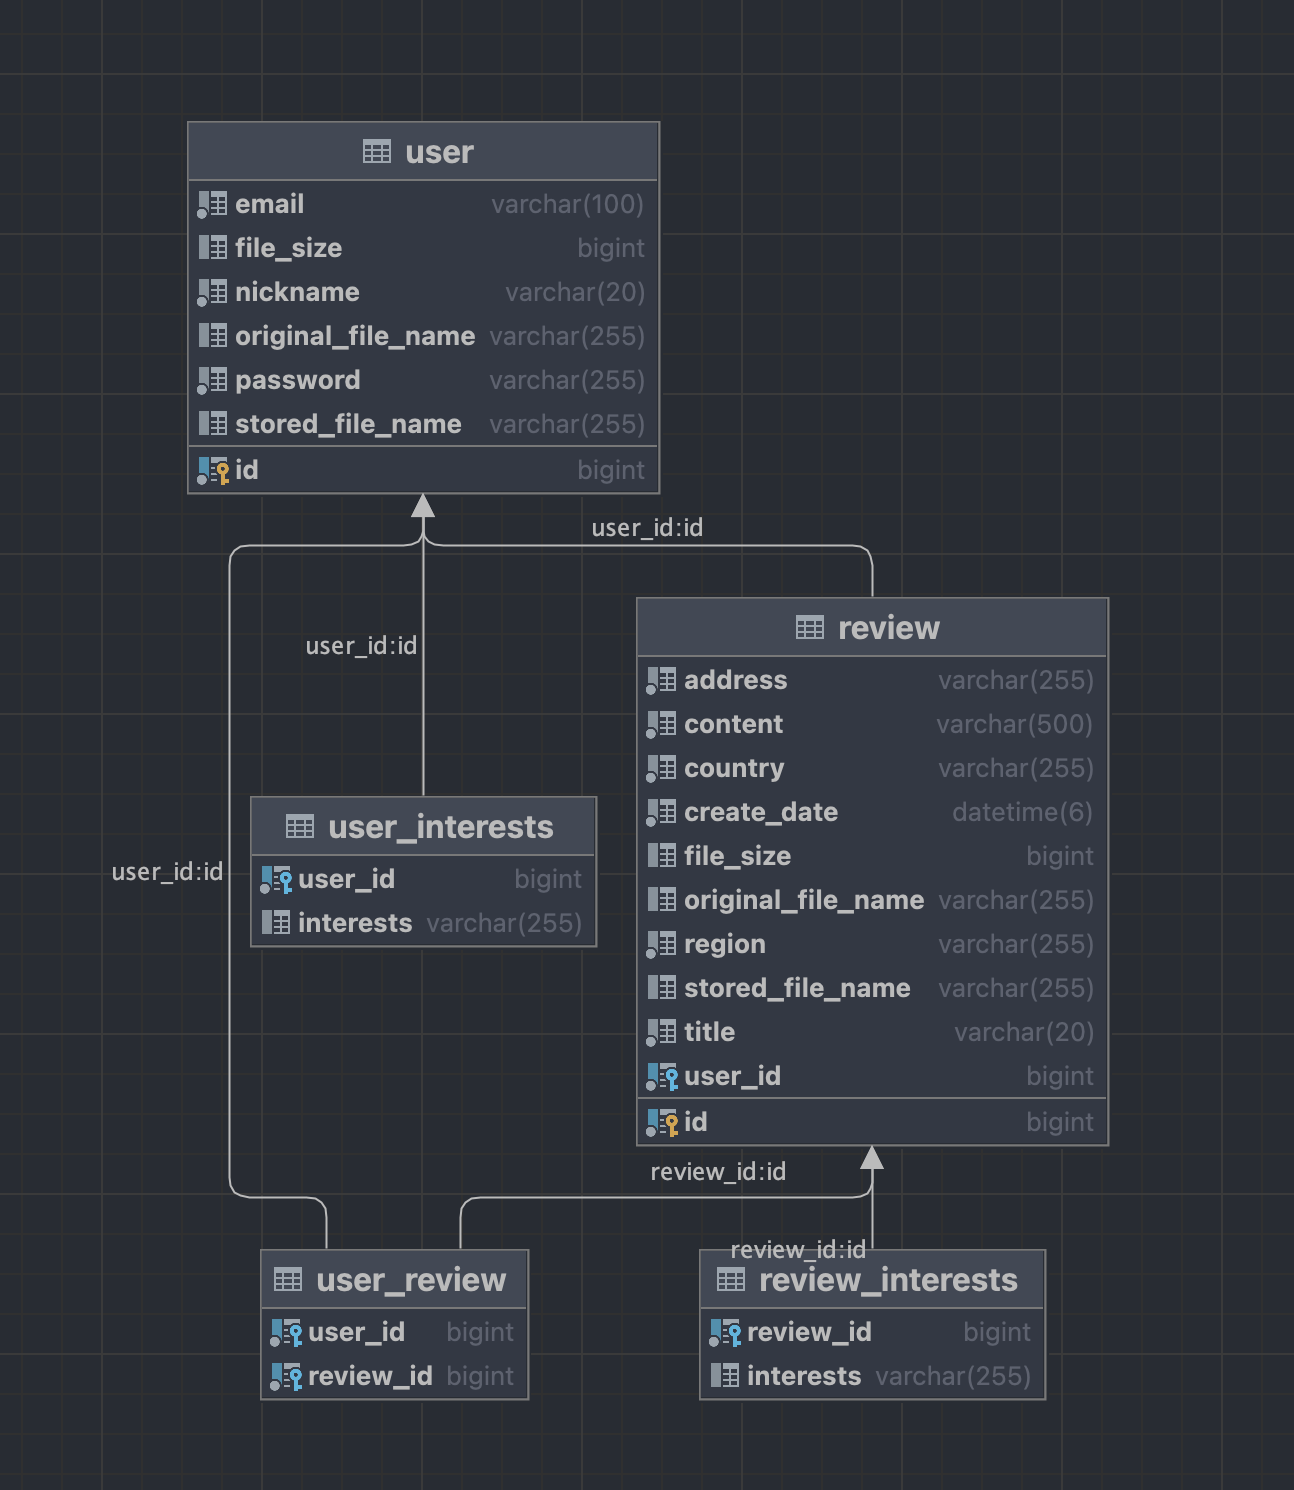 user
email varchar(100)
file_size bigint
nickname varchar(20)
original_file_name varchar(255)
password varchar(255)
stored_file_name varchar(255)
id bigint
user_id:id
user_id:id
review
address varchar(255)
content varchar(500)
country varchar(255)
create_date datetime(6)
file_size bigint
original_file_name varchar(255)
region varchar(255)
stored_file_name varchar(255)
title varchar(20)
user_id bigint
id bigint
user_interests
user_id bigint
interests varchar(255)
user_id:id
review_id:id
review_id:id
user_review
user_id bigint
review_id bigint
review_interests
review_id bigint
interests varchar(255)